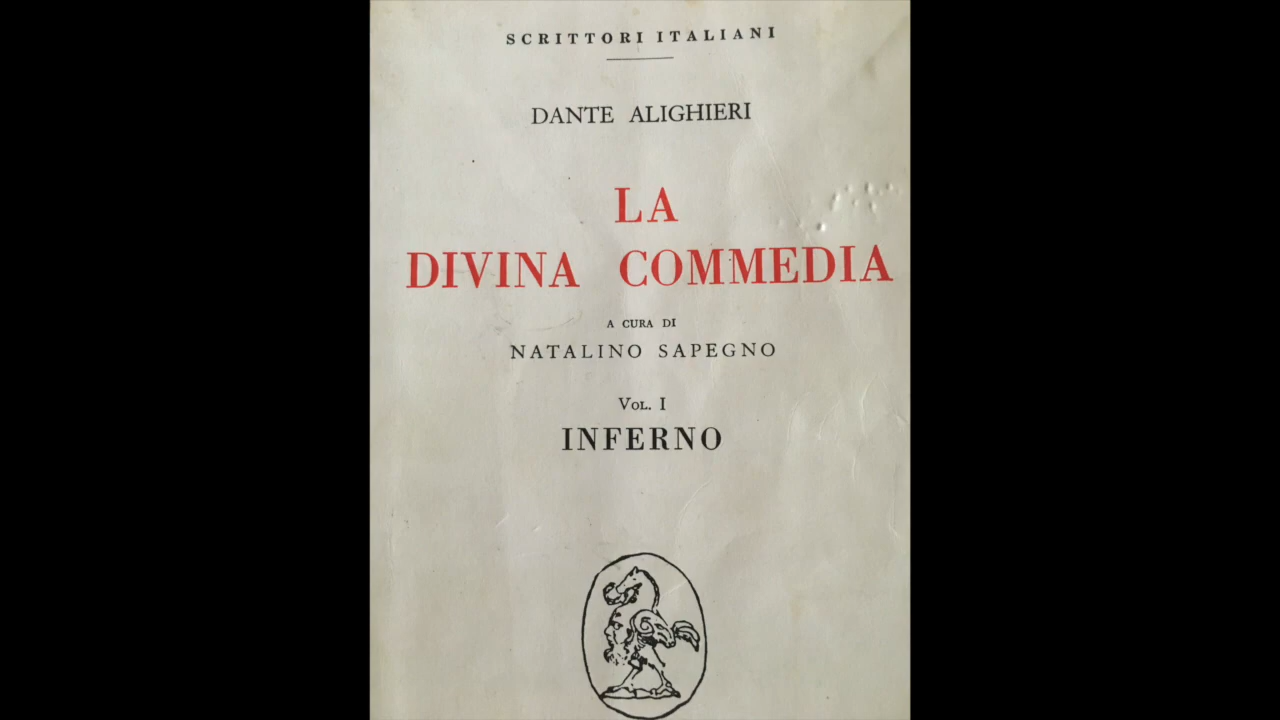 SCRITTORI ITALIANI
DANTE ALIGHIERI
LA
DIVINA COMMEDIA
A CURA DI
NATALINO SAPEGNO
VOL. I
INFERNO